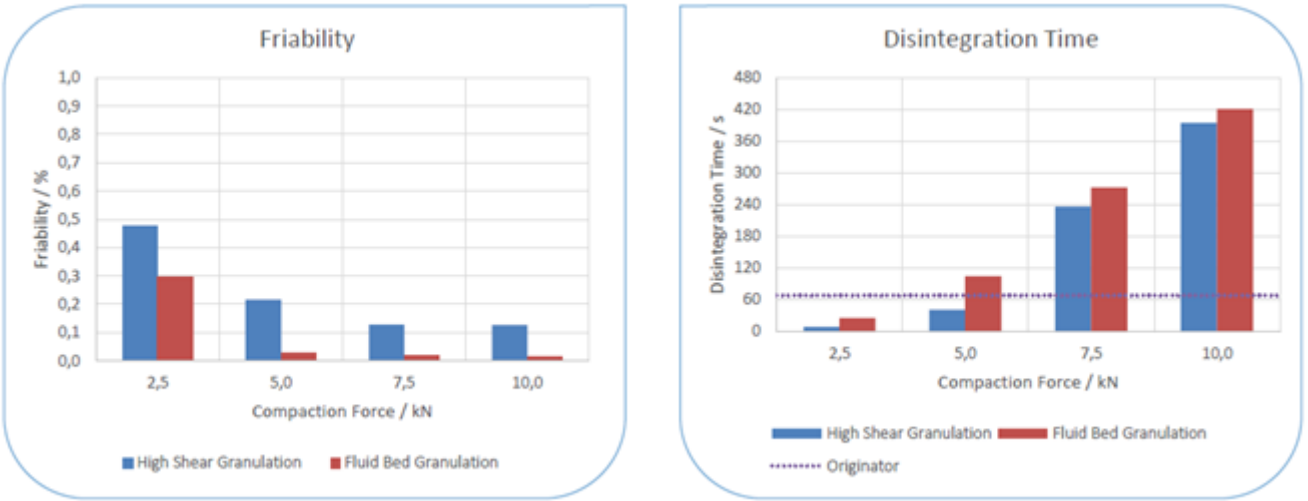 Friability
1,0
0,9
0,8
0,7
0,6
0,5
0,4
0,3
0,2
0,1
0,0
Friability / %
2,5 5,0 7,5 10,0
Compaction Force / kN
High Shear Granulation Fluid Bed Granulation
Disintegration Time
480
420
360
300
240
180
120
60
0
Disintegration Time / s
2,5 5,0 7,5 10,0
Compaction Force / kN
High Shear Granulation Fluid Bed Granulation
Originator